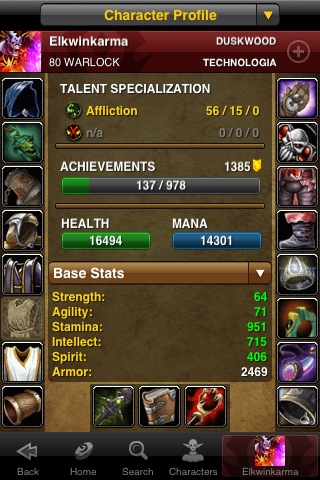 Character Profile
Elkwinkarma DUSKWOOD
80 WARLOCK TECHNOLOGIA
TALENT SPECIALIZATION
Affliction 56 / 15 / 0
n/a 0 / 0 / 0
ACHIEVEMENTS 1385
137 / 978
HEALTH MANA
16494 14301
Base Stats
Strength: 64
Agility: 71
Stamina: 951
Intellect: 715
Spirit: 406
Armor: 2469
Back Home Search Characters Elkwinkarma